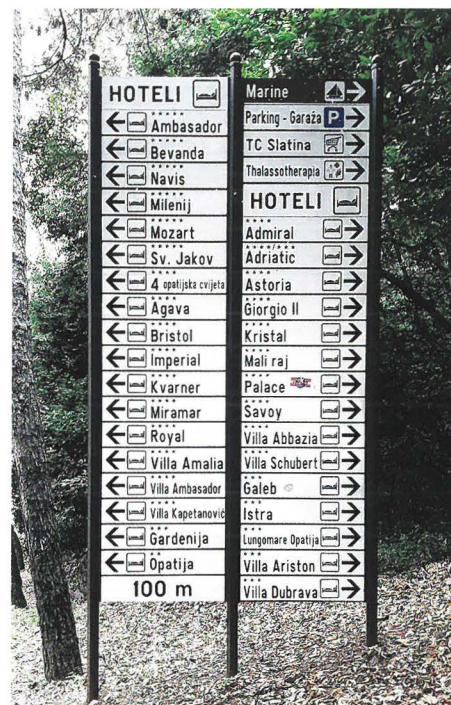 HOTELI
Ambasador
Bevanda
Navis
Milenij
Mozart
Sv. Jakov
4 opatijska cvijeta
Agava
Bristol
Imperial
Kvarner
Miramar
Royal
Villa Amalia
Villa Ambasador
Villa Kapetanović
Gardenija
Opatija
100 m
Marine
Parking - Garaža P
TC Slatina
Thalassotherapia
HOTELI
Admiral
Adriatic
Astoria
Giorgio II
Kristal
Mali raj
Palace
Savoy
Villa Abbazia
Villa Schubert
Galeb
Istra
Lungomare Opatija
Villa Ariston
Villa Dubrava